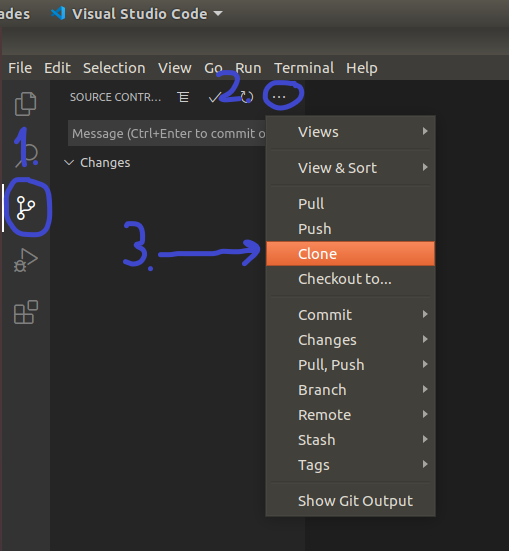 ades Visual Studio Code
File Edit Selection View Go Run Terminal Help
SOURCE CONTR... 2. ...
Message (Ctrl+Enter to commit o
1.
Changes
Views
View & Sort
Pull
Push
3. Clone
Checkout to...
Commit
Changes
Pull, Push
Branch
Remote
Stash
Tags
Show Git Output